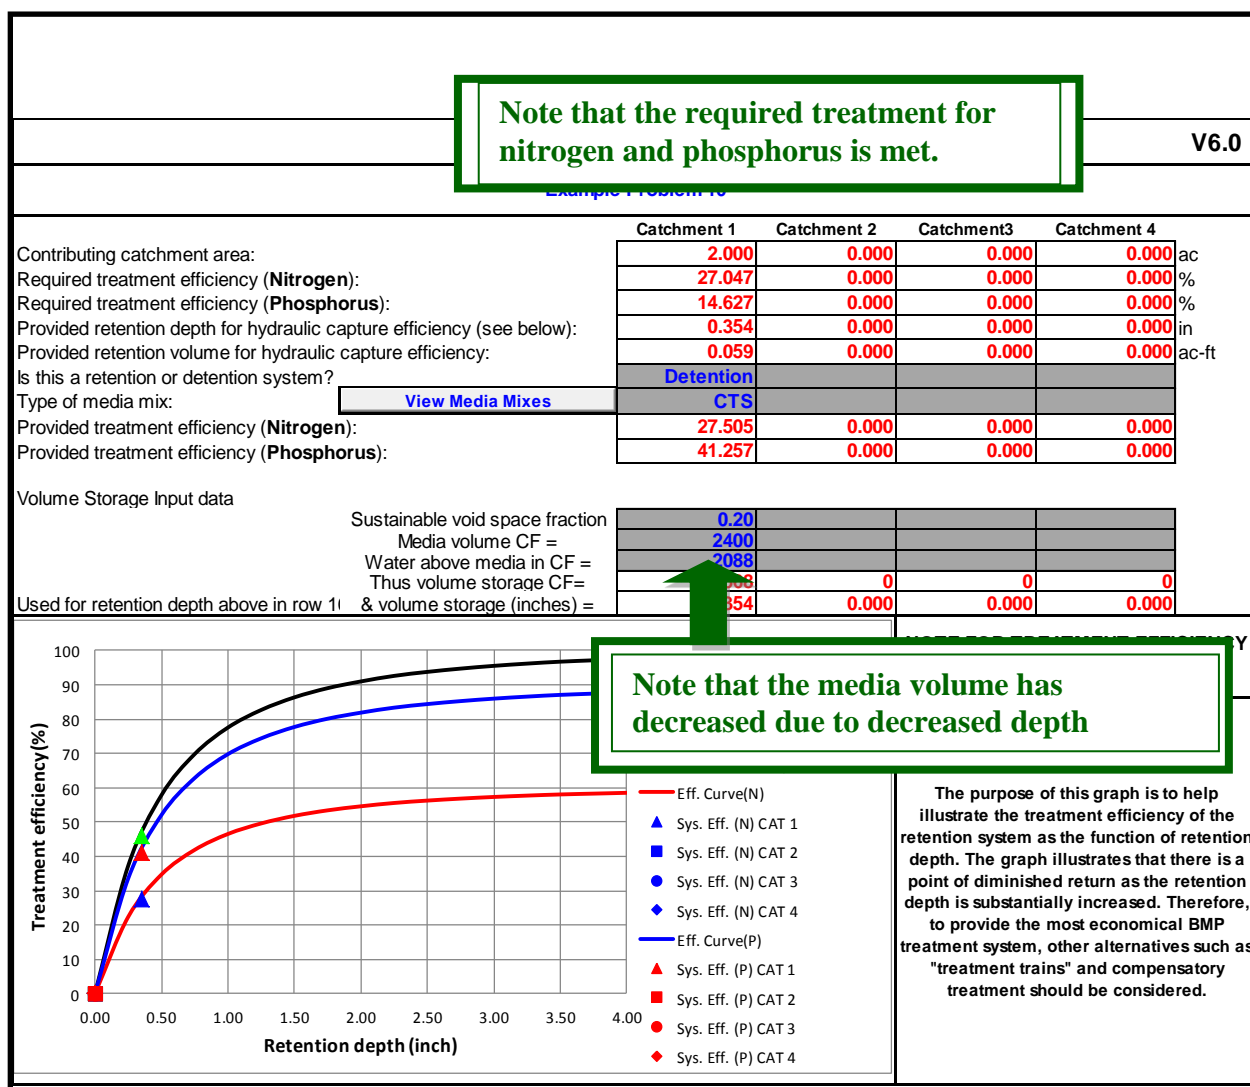 Note that the required treatment for
nitrogen and phosphorus is met.
V6.0
Catchment 1 Catchment 2 Catchment3 Catchment 4
Contributing catchment area: 2.000 0.000 0.000 0.000 ac
Required treatment efficiency (Nitrogen): 27.047 0.000 0.000 0.000 %
Required treatment efficiency (Phosphorus): 14.627 0.000 0.000 0.000 %
Provided retention depth for hydraulic capture efficiency (see below): 0.354 0.000 0.000 0.000 in
Provided retention volume for hydraulic capture efficiency: 0.059 0.000 0.000 0.000 ac-ft
Is this a retention or detention system? Detention
Type of media mix: View Media Mixes CTS
Provided treatment efficiency (Nitrogen): 27.505 0.000 0.000 0.000
Provided treatment efficiency (Phosphorus): 41.257 0.000 0.000 0.000
Volume Storage Input data
Sustainable void space fraction 0.20
Media volume CF = 2400
Water above media in CF = 2088
Thus volume storage CF= 0 0 0
Used for retention depth above in row 1 & volume storage (inches) = 354 0.000 0.000 0.000
Note that the media volume has
decreased due to decreased depth
Treatment efficiency (%)
100
90
80
70
60
50
40
30
20
10
0
0.00 0.50 1.00 1.50 2.00 2.50 3.00 3.50 4.00
Retention depth (inch)
Eff. Curve(N)
Sys. Eff. (N) CAT 1
Sys. Eff. (N) CAT 2
Sys. Eff. (N) CAT 3
Sys. Eff. (N) CAT 4
Eff. Curve(P)
Sys. Eff. (P) CAT 1
Sys. Eff. (P) CAT 2
Sys. Eff. (P) CAT 3
Sys. Eff. (P) CAT 4
The purpose of this graph is to help
illustrate the treatment efficiency of the
retention system as the function of retention
depth. The graph illustrates that there is a
point of diminished return as the retention
depth is substantially increased. Therefore,
to provide the most economical BMP
treatment system, other alternatives such as
"treatment trains" and compensatory
treatment should be considered.